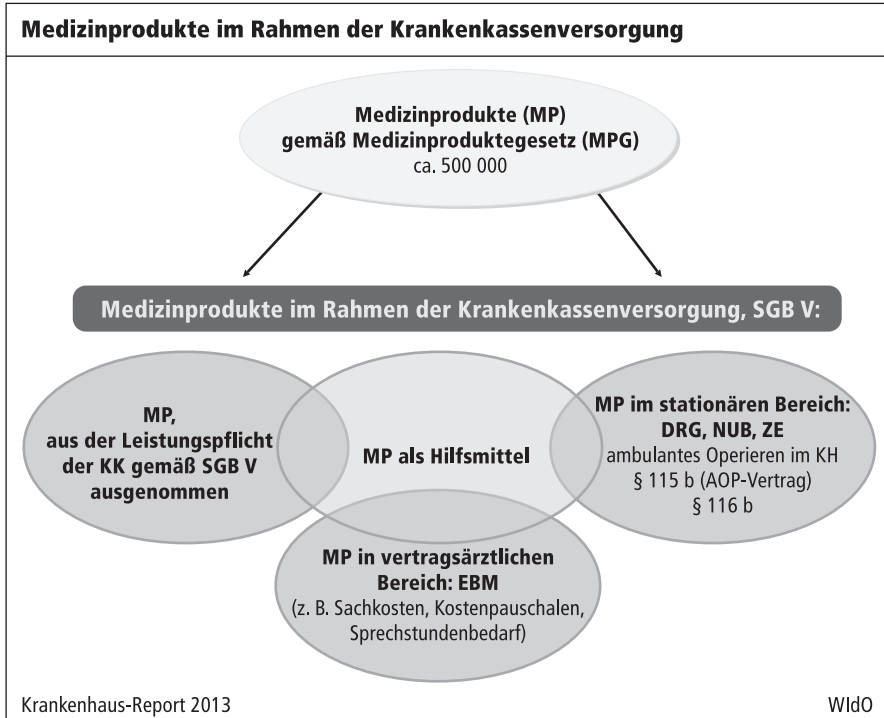 Medizinprodukte im Rahmen der Krankenkassenversorgung
Medizinprodukte (MP)
gemäß Medizinproduktegesetz (MPG)
ca. 500 000
Medizinprodukte im Rahmen der Krankenkassenversorgung, SGB V:
MP,
aus der Leistungspflicht
der KK gemäß SGB V
ausgenommen
MP als Hilfsmittel
MP im stationären Bereich:
DRG, NUB, ZE
ambulantes Operieren im KH
§ 115 b (AOP-Vertrag)
§ 116 b
MP in vertragsärztlichen
Bereich: EBM
(z. B. Sachkosten, Kostenpauschalen,
Sprechstundenbedarf)
Krankenhaus-Report 2013
WIdO